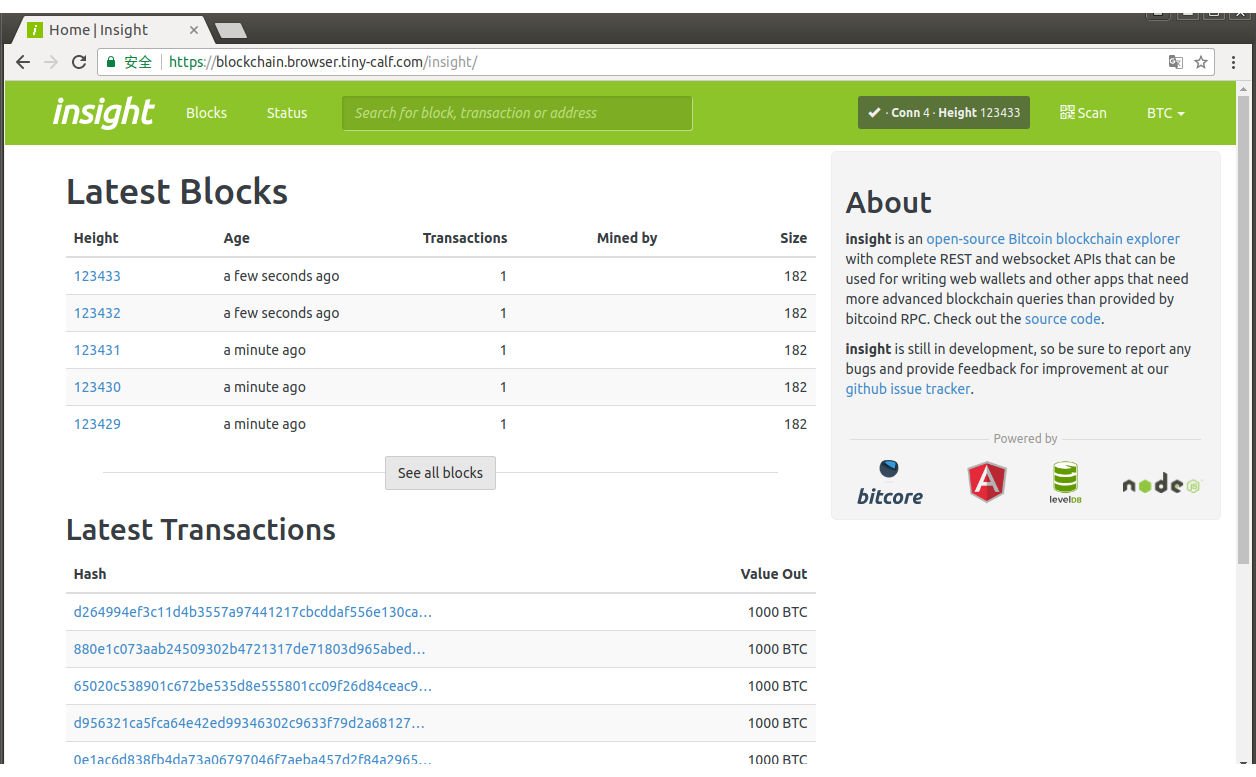 Home | Insight
安全 https://blockchain.browser.tiny-calf.com/insight/
insight Blocks Status Search for block, transaction or address · Conn 4 · Height 123433 Scan BTC
Latest Blocks
Height Age Transactions Mined by Size
123433 a few seconds ago 1 182
123432 a few seconds ago 1 182
123431 a minute ago 1 182
123430 a minute ago 1 182
123429 a minute ago 1 182
See all blocks
Latest Transactions
Hash Value Out
d264994ef3c11d4b3557a97441217cbcddaf556e130ca...
1000 BTC
880e1c073aab24509302b4721317de71803d965abed...
1000 BTC
65020c538901c672be535d8e555801cc09f26d84ceac9...
1000 BTC
d956321ca5fca64e42ed99346302c9633f79d2a68127...
1000 BTC
0e1ac6d838fb4da73a06797046f7aeba457d2f84a2965...
1000 BTC
About
insight is an open-source Bitcoin blockchain explorer
with complete REST and websocket APIs that can be
used for writing web wallets and other apps that need
more advanced blockchain queries than provided by
bitcoind RPC. Check out the source code.
insight is still in development, so be sure to report any
bugs and provide feedback for improvement at our
github issue tracker.
Powered by
bitcore A levelDB node JS